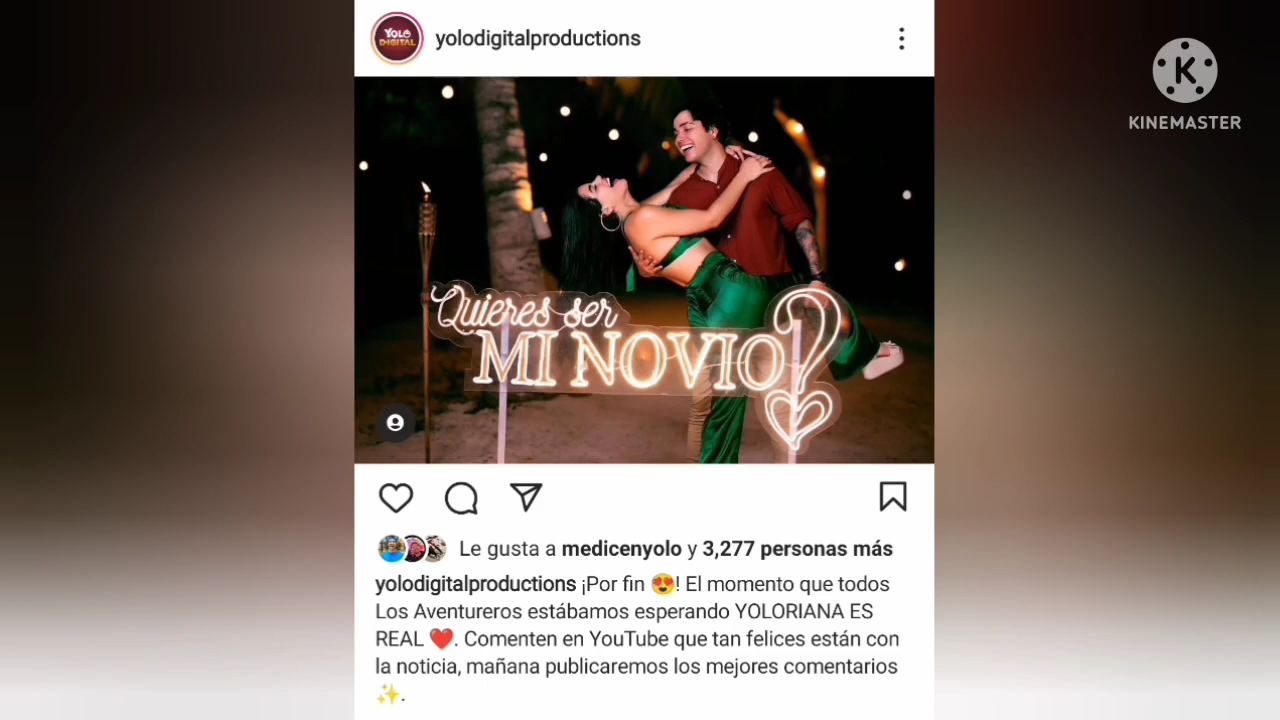 YOLO
DIGITAL
yolodigitalproductions
K
KINEMASTER
Quieres ser
MI NOVIO?
Le gusta a medicenyolo y 3,277 personas más
yolodigitalproductions ¡Por fin 😍! El momento que todos
Los Aventureros estábamos esperando YOLORIANA ES
REAL ❤️. Comenten en YouTube que tan felices están con
la noticia, mañana publicaremos los mejores comentarios
✨.